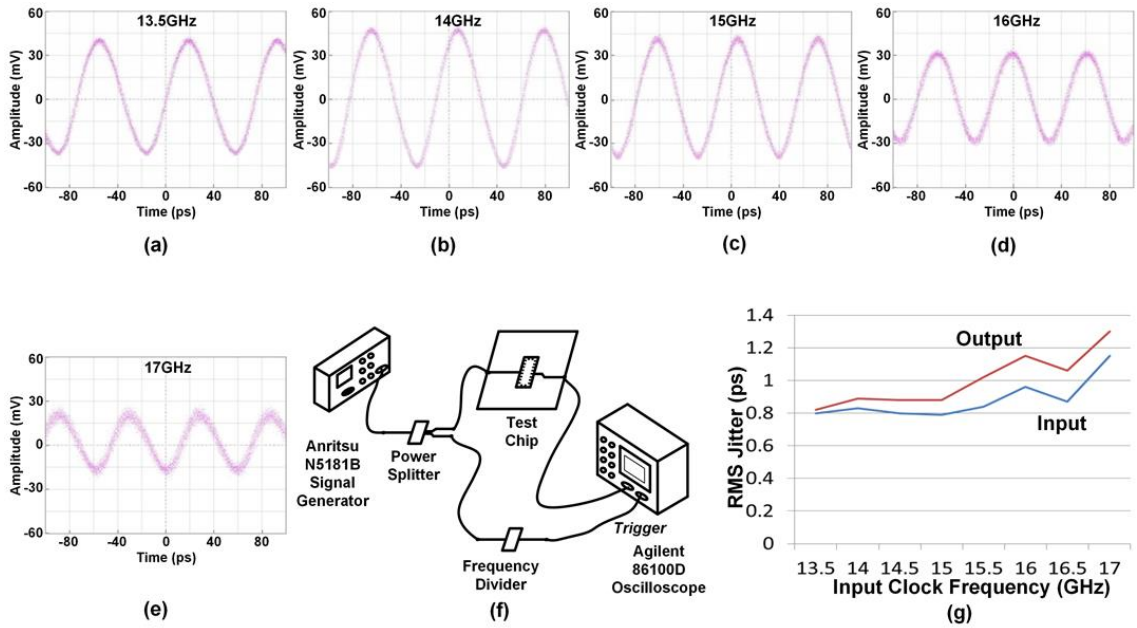 13.5GHz
60
30
0
-30
-60
Amplitude (mV)
-80 -40 0 40 80
Time (ps)
(a)
14GHz
60
30
0
-30
-60
Amplitude (mV)
-80 -40 0 40 80
Time (ps)
(b)
15GHz
60
30
0
-30
-60
Amplitude (mV)
-80 -40 0 40 80
Time (ps)
(c)
16GHz
60
30
0
-30
-60
Amplitude (mV)
-80 -40 0 40 80
Time (ps)
(d)
17GHz
60
30
0
-30
-60
Amplitude (mV)
-80 -40 0 40 80
Time (ps)
(e)
Anritsu
N5181B
Signal
Generator
Power
Splitter
Test
Chip
Frequency
Divider
Trigger
Agilent
86100D
Oscilloscope
(f)
1.4
1.2
1
0.8
0.6
0.4
0.2
0
RMS Jitter (ps)
Output
Input
13.5 14 14.5 15 15.5 16 16.5 17
Input Clock Frequency (GHz)
(g)